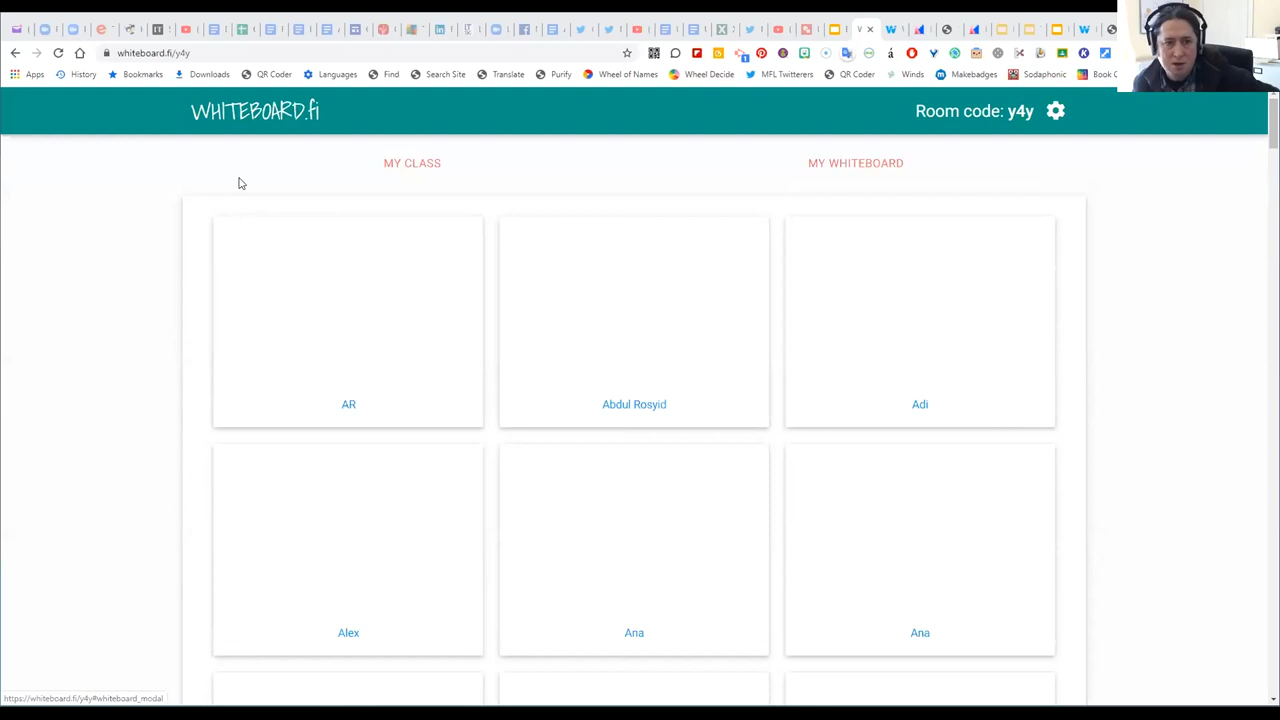 whiteboard.fi/y4y
Apps History Bookmarks Downloads QR Coder Languages Find Search Site Translate Purify Wheel of Names Wheel Decide MFL Twitterers QR Coder Winds Makebadges Sodaphonic Book C
WHITEBOARD.fi
Room code: y4y
MY CLASS
MY WHITEBOARD
AR
Abdul Rosyid
Adi
Alex
Ana
Ana
https://whiteboard.fi/y4y#whiteboard_modal